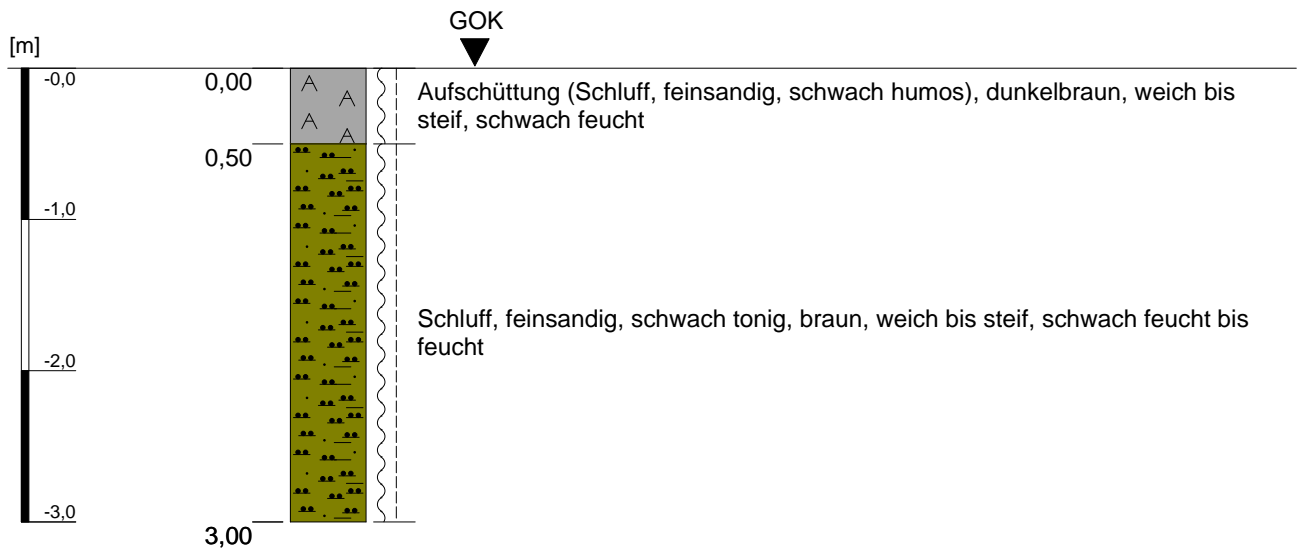 GOK
[m]
-0,0
0,00
Aufschüttung (Schluff, feinsandig, schwach humos), dunkelbraun, weich bis
steif, schwach feucht
0,50
-1,0
Schluff, feinsandig, schwach tonig, braun, weich bis steif, schwach feucht bis
feucht
-2,0
-3,0
3,00